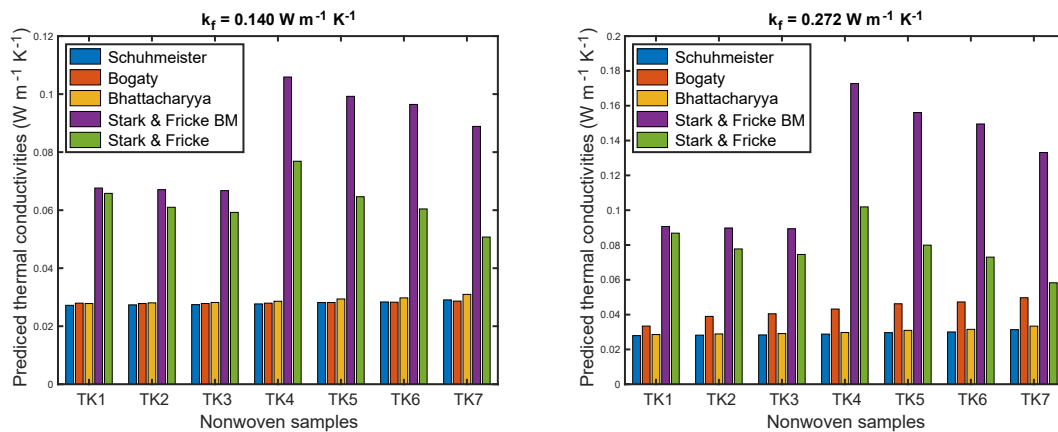 k_f = 0.140 W m⁻¹ K⁻¹
Prediced thermal conductivities (W m⁻¹ K⁻¹)
0.12
0.1
0.08
0.06
0.04
0.02
0
Schuhmeister
Bogaty
Bhattacharyya
Stark & Fricke BM
Stark & Fricke
TK1 TK2 TK3 TK4 TK5 TK6 TK7
Nonwoven samples
k_f = 0.272 W m⁻¹ K⁻¹
Prediced thermal conductivities (W m⁻¹ K⁻¹)
0.2
0.18
0.16
0.14
0.12
0.1
0.08
0.06
0.04
0.02
0
Schuhmeister
Bogaty
Bhattacharyya
Stark & Fricke BM
Stark & Fricke
TK1 TK2 TK3 TK4 TK5 TK6 TK7
Nonwoven samples